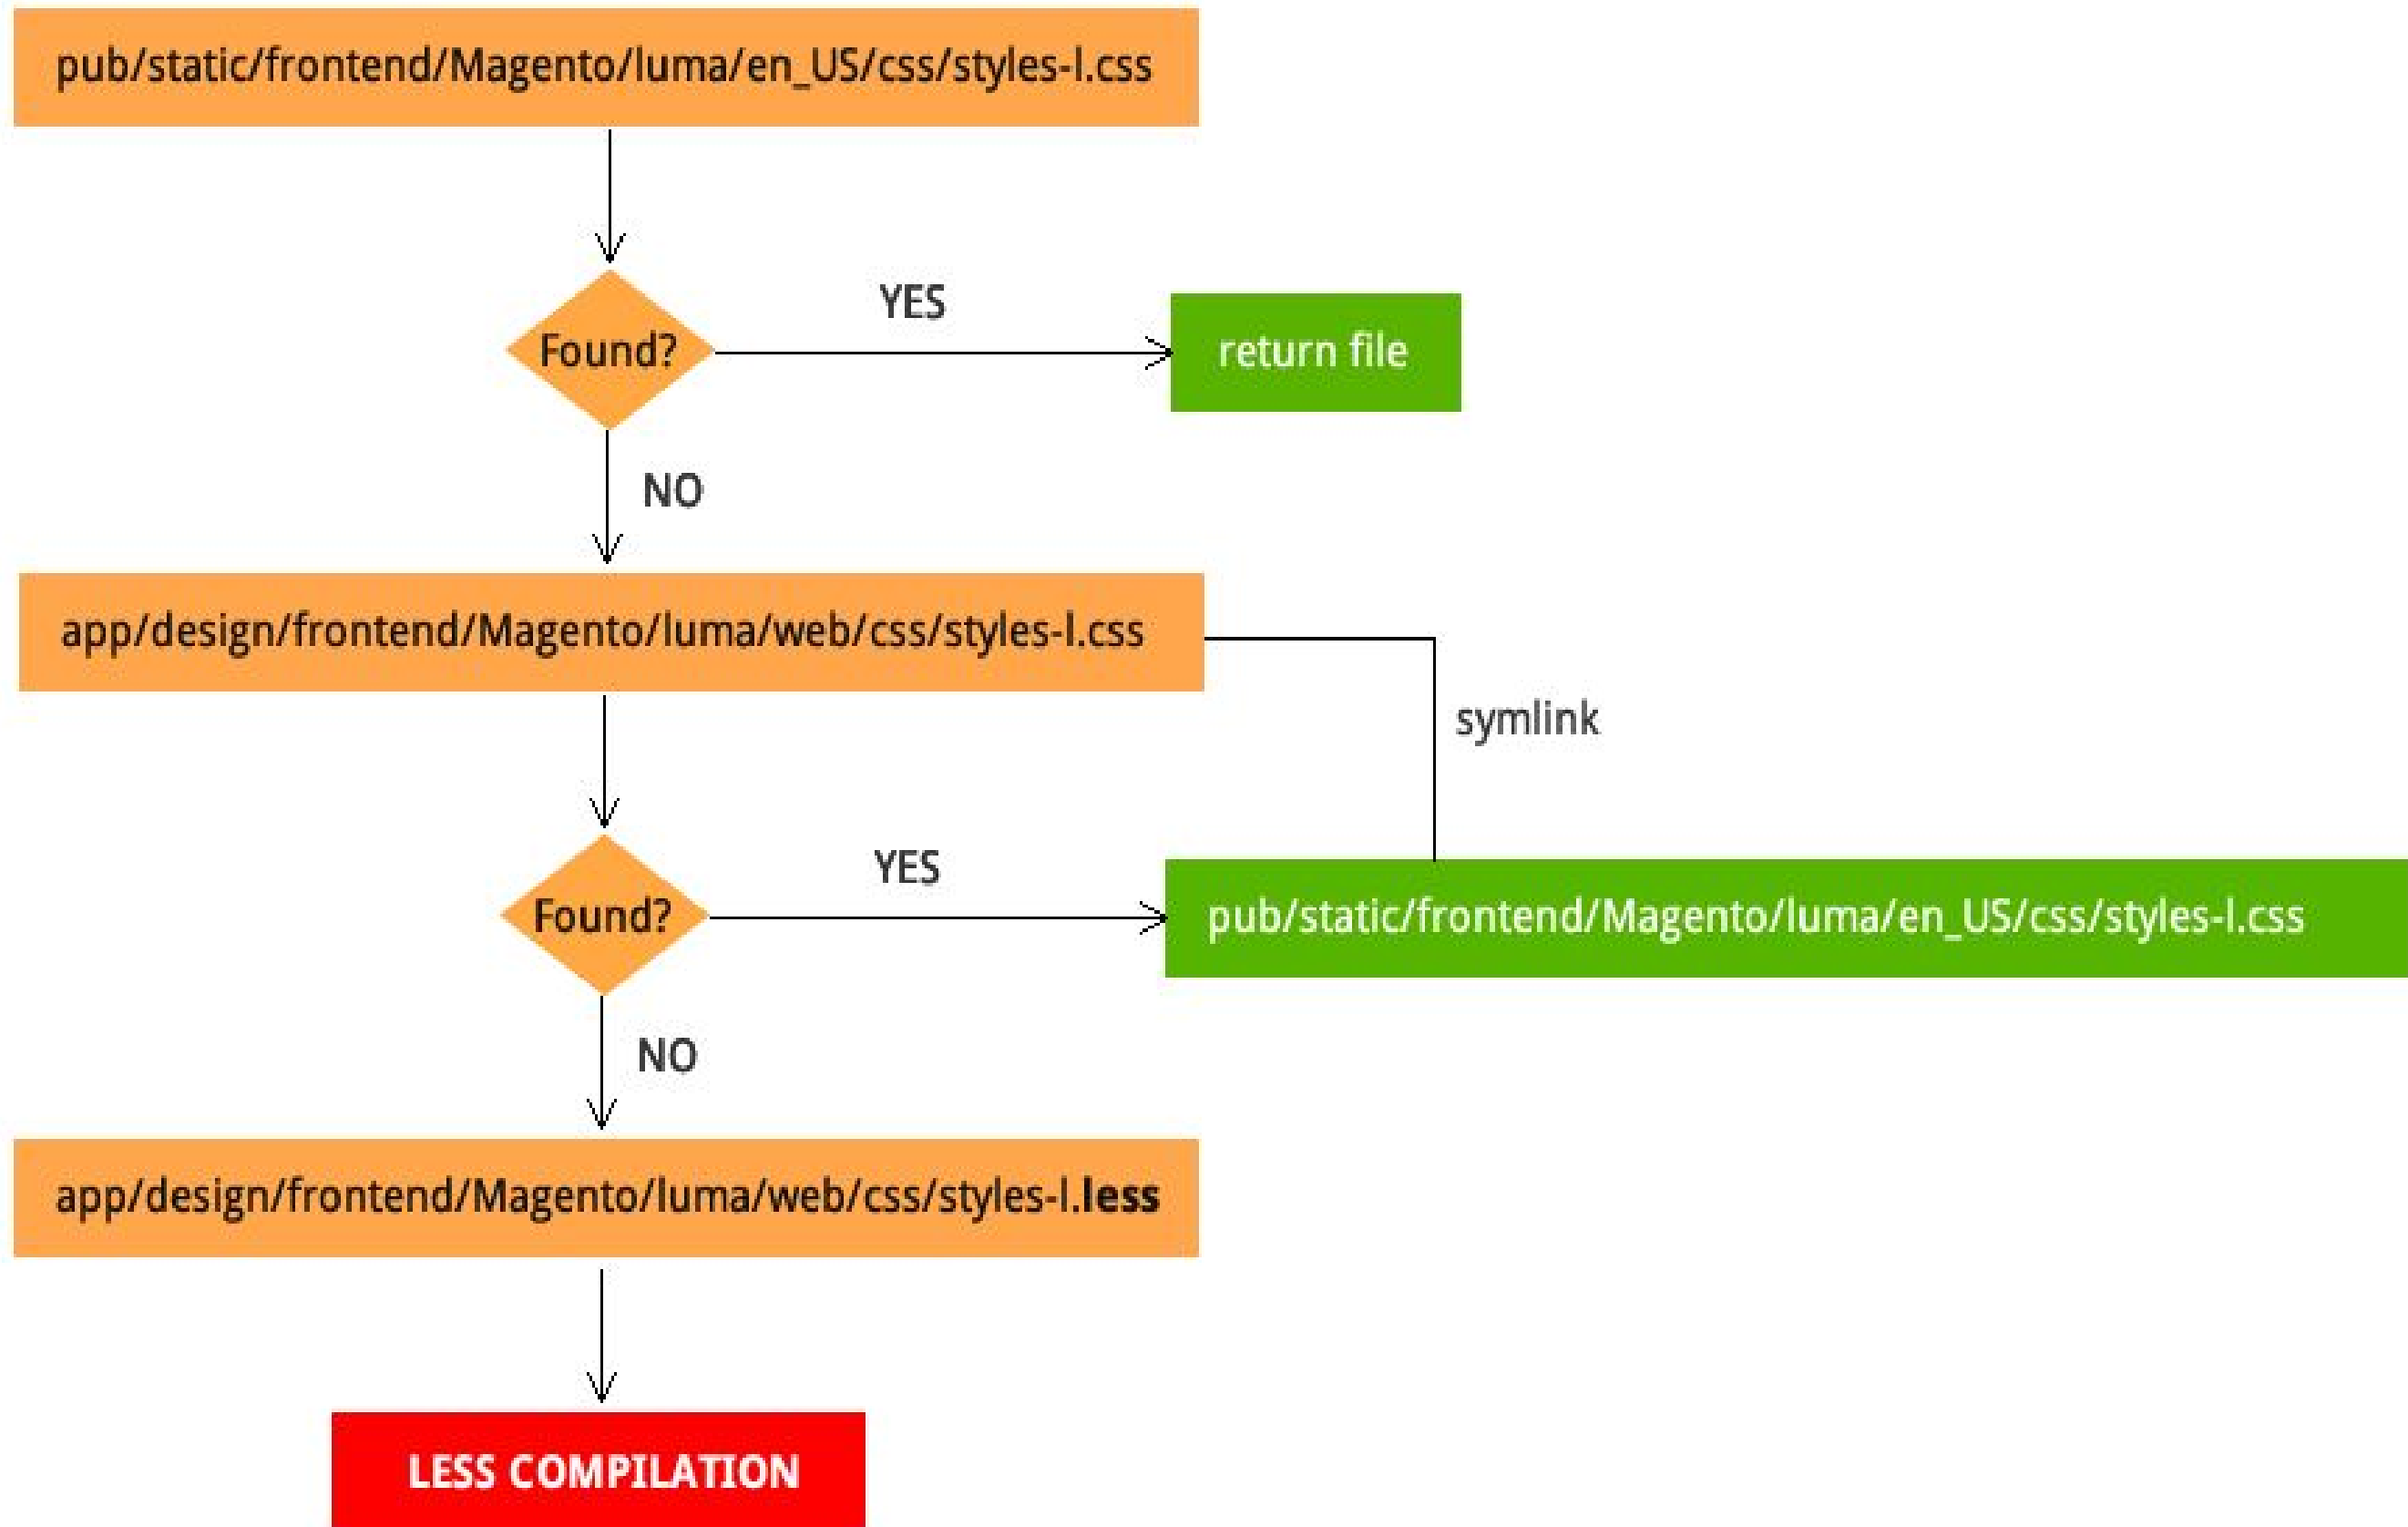 pub/static/frontend/Magento/luma/en_US/css/styles-l.css
Found?
YES
return file
NO
app/design/frontend/Magento/luma/web/css/styles-l.css
symlink
Found?
YES
pub/static/frontend/Magento/luma/en_US/css/styles-l.css
NO
app/design/frontend/Magento/luma/web/css/styles-l.less
LESS COMPILATION